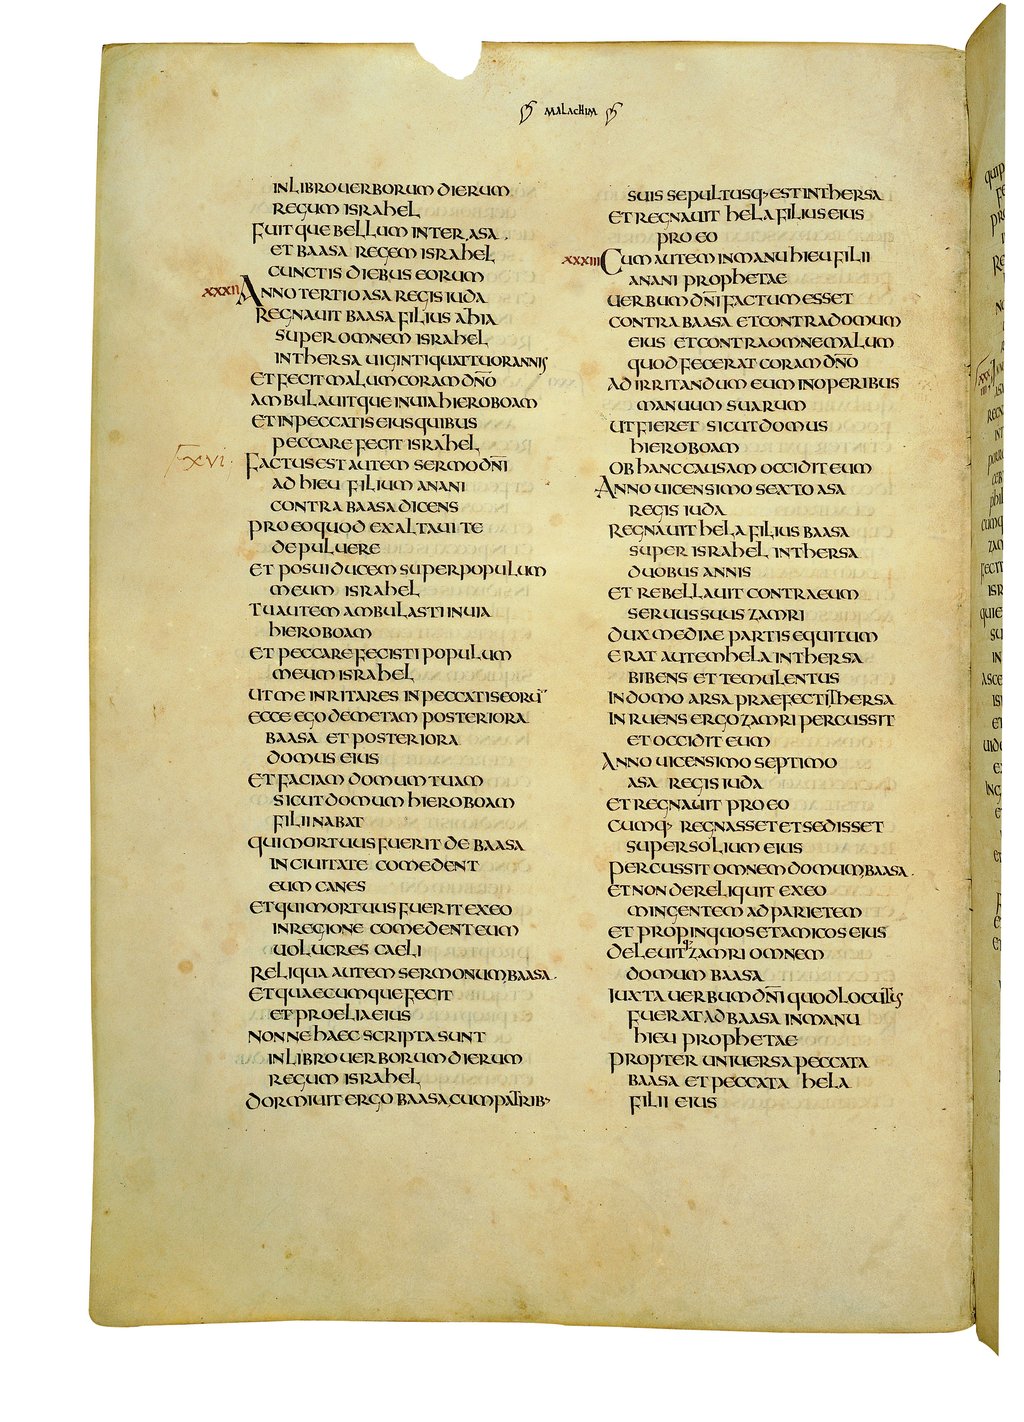 MALACHIM
IN LIBRO UERBORUM DIERUM
REGUM ISRAHEL
FUITQUE BELLUM INTER ASA
ET BAASA REGEM ISRAHEL
CUNCTIS DIEBUS EORUM
XXXII ANNO TERTIO ASA REGIS IUDA
REGNAUIT BAASA FILIUS AHIA
SUPER OMNEM ISRAHEL
IN THERSA UIGINTI QUATTUOR ANNIS
ET FECIT MALUM CORAM DÑO
AMBULAUITQUE IN UIA HIEROBOAM
ET IN PECCATIS EIUS QUIBUS
PECCARE FECIT ISRAHEL
XVI FACTUS EST AUTEM SERMO DÑI
AD HIEU FILIUM ANANI
CONTRA BAASA DICENS
PRO EO QUOD EXALTAUI TE
DE PULUERE
ET POSUI DUCEM SUPER POPULUM
MEUM ISRAHEL
TU AUTEM AMBULASTI IN UIA
HIEROBOAM
ET PECCARE FECISTI POPULUM
MEUM ISRAHEL
UT ME INRITARES IN PECCATIS EORŪ
ECCE EGO DEMETAM POSTERIORA
BAASA ET POSTERIORA
DOMUS EIUS
ET FACIAM DOMUM TUAM
SICUT DOMUM HIEROBOAM
FILII NABAT
QUI MORTUUS FUERIT DE BAASA
IN CIUITATE COMEDENT
EUM CANES
ET QUI MORTUUS FUERIT EX EO
IN REGIONE COMEDENT EUM
UOLUCRES CAELI
RELIQUA AUTEM SERMONUM BAASA
ET QUAECUMQUE FECIT
ET PROELIA EIUS
NONNE HAEC SCRIPTA SUNT
IN LIBRO UERBORUM DIERUM
REGUM ISRAHEL
DORMIUIT ERGO BAASA CUM PATRIB·
SUIS SEPULTUSQ· EST IN THERSA
ET REGNAUIT HELA FILIUS EIUS
PRO EO
XXXIII CUM AUTEM IN MANU HIEU FILII
ANANI PROPHETAE
UERBUM DÑI FACTUM ESSET
CONTRA BAASA ET CONTRA DOMUM
EIUS ET CONTRA OMNE MALUM
QUOD FECERAT CORAM DÑO
AD IRRITANDUM EUM IN OPERIBUS
MANUUM SUARUM
UT FIERET SICUT DOMUS
HIEROBOAM
OB HANC CAUSAM OCCIDIT EUM
ANNO UICENSIMO SEXTO ASA
REGIS IUDA
REGNAUIT HELA FILIUS BAASA
SUPER ISRAHEL IN THERSA
DUOBUS ANNIS
ET REBELLAUIT CONTRA EUM
SERUUS SUUS ZAMRI
DUX MEDIAE PARTIS EQUITUM
ERAT AUTEM HELA IN THERSA
BIBENS ET TEMULENTUS
IN DOMO ARSA PRAEFECTI THERSA
INRUENS ERGO ZAMRI PERCUSSIT
ET OCCIDIT EUM
ANNO UICENSIMO SEPTIMO
ASA REGIS IUDA
ET REGNAUIT PRO EO
CUMQ· REGNASSET ET SEDISSET
SUPER SOLIUM EIUS
PERCUSSIT OMNEM DOMUM BAASA
ET NON DERELIQUIT EX EO
MINGENTEM AD PARIETEM
ET PROPINQUOS ET AMICOS EIUS
DELEUIT ZAMRI OMNEM
DOMUM BAASA
IUXTA UERBUM DÑI QUOD LOCUTUS
FUERAT AD BAASA IN MANU
HIEU PROPHETAE
PROPTER UNIUERSA PECCATA
BAASA ET PECCATA HELA
FILII EIUS